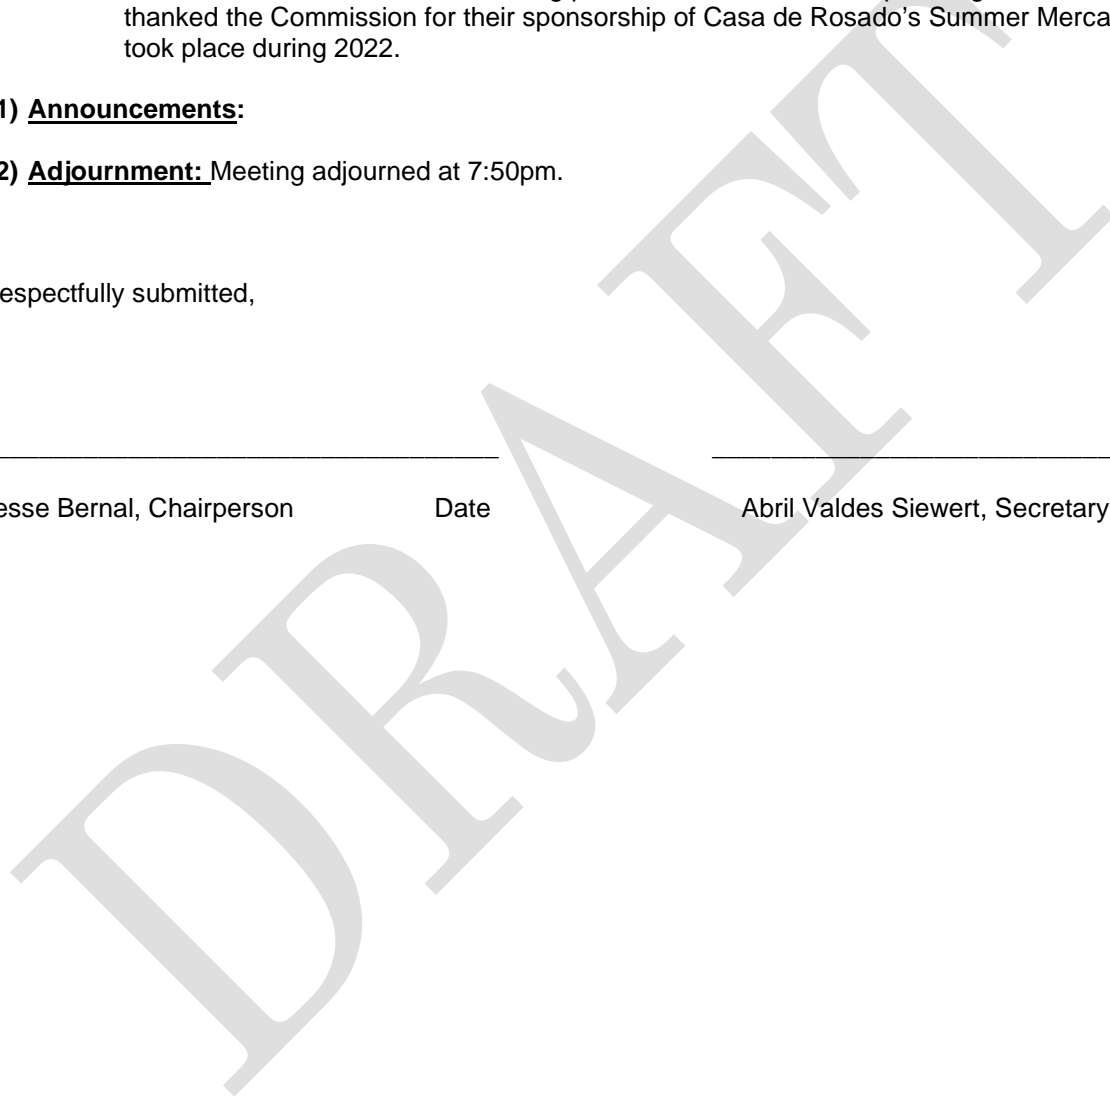 thanked the Commission for their sponsorship of Casa de Rosado’s Summer Merca
took place during 2022.
1) Announcements:
2) Adjournment: Meeting adjourned at 7:50pm.
espectfully submitted,
esse Bernal, Chairperson Date Abril Valdes Siewert, Secretary
DRAFT